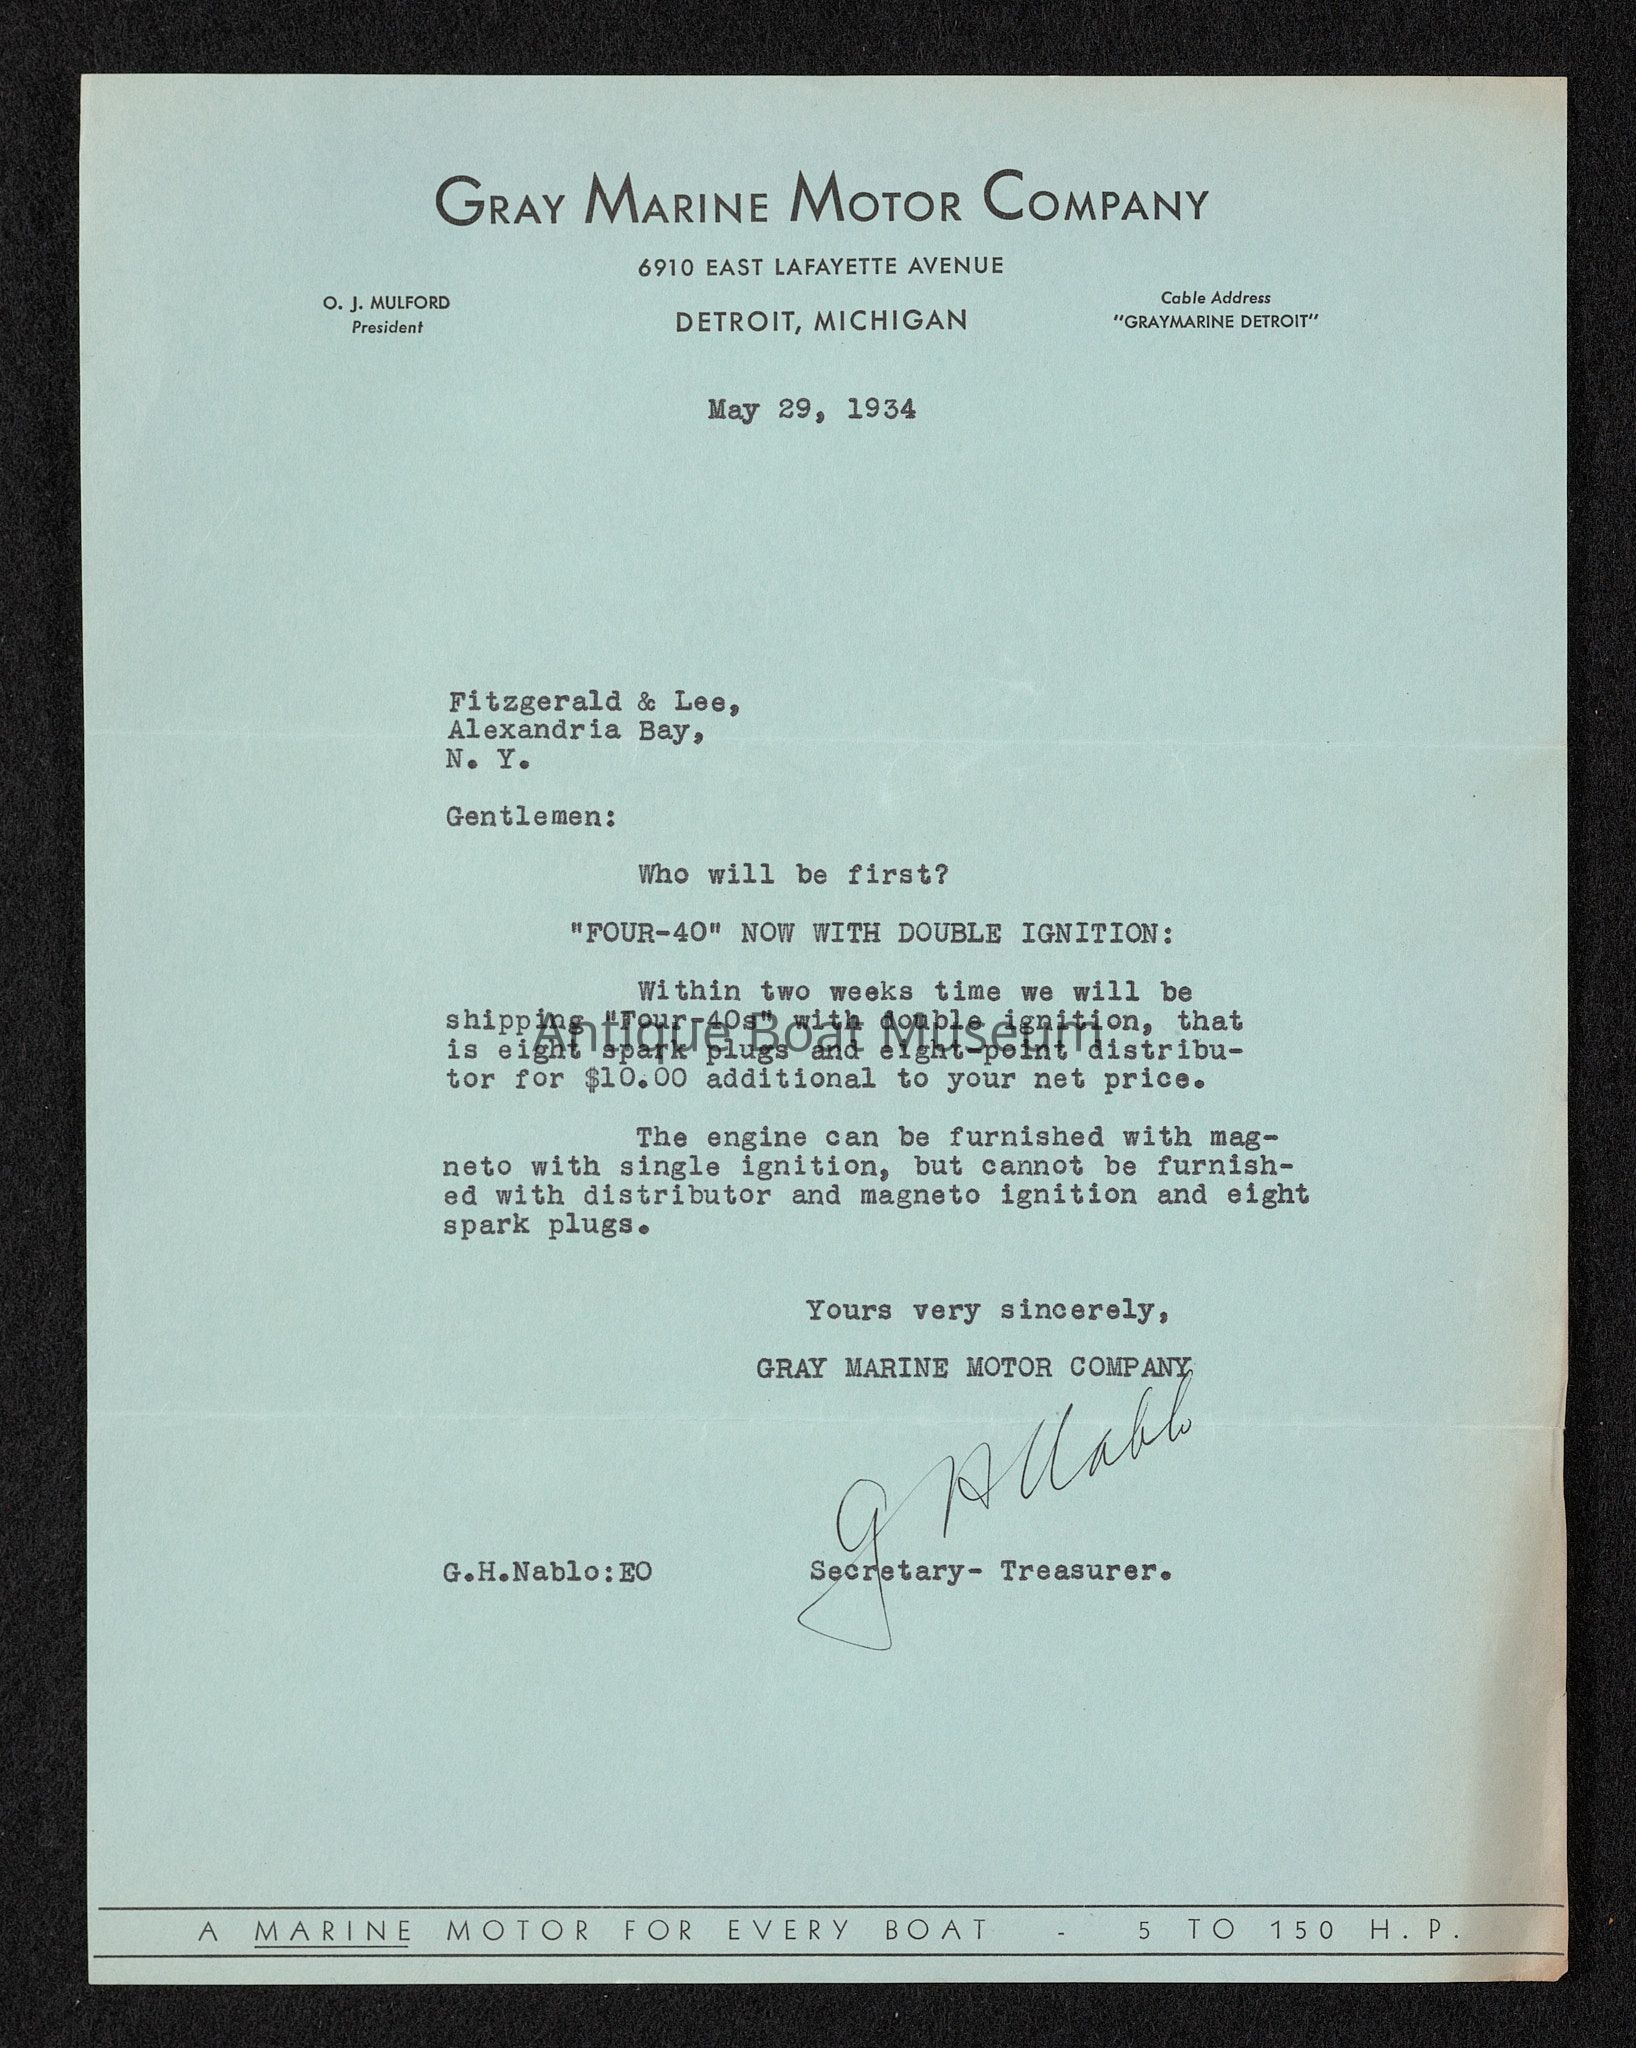 GRAY MARINE MOTOR COMPANY
6910 EAST LAFAYETTE AVENUE
O. J. MULFORD
President
DETROIT, MICHIGAN
Cable Address
"GRAYMARINE DETROIT"
May 29, 1934
Fitzgerald & Lee,
Alexandria Bay,
N. Y.
Gentlemen:
Who will be first?
"FOUR-40" NOW WITH DOUBLE IGNITION:
Within two weeks time we will be
shipping "Four-40s" with double ignition, that
Antique Boat Museum
is eight spark plugs and eight-point distribu-
tor for $10.00 additional to your net price.
The engine can be furnished with mag-
neto with single ignition, but cannot be furnish-
ed with distributor and magneto ignition and eight
spark plugs.
Yours very sincerely,
GRAY MARINE MOTOR COMPANY
G H Nablo
G.H.Nablo:EO
Secretary- Treasurer.
A MARINE MOTOR FOR EVERY BOAT - 5 TO 150 H.P.